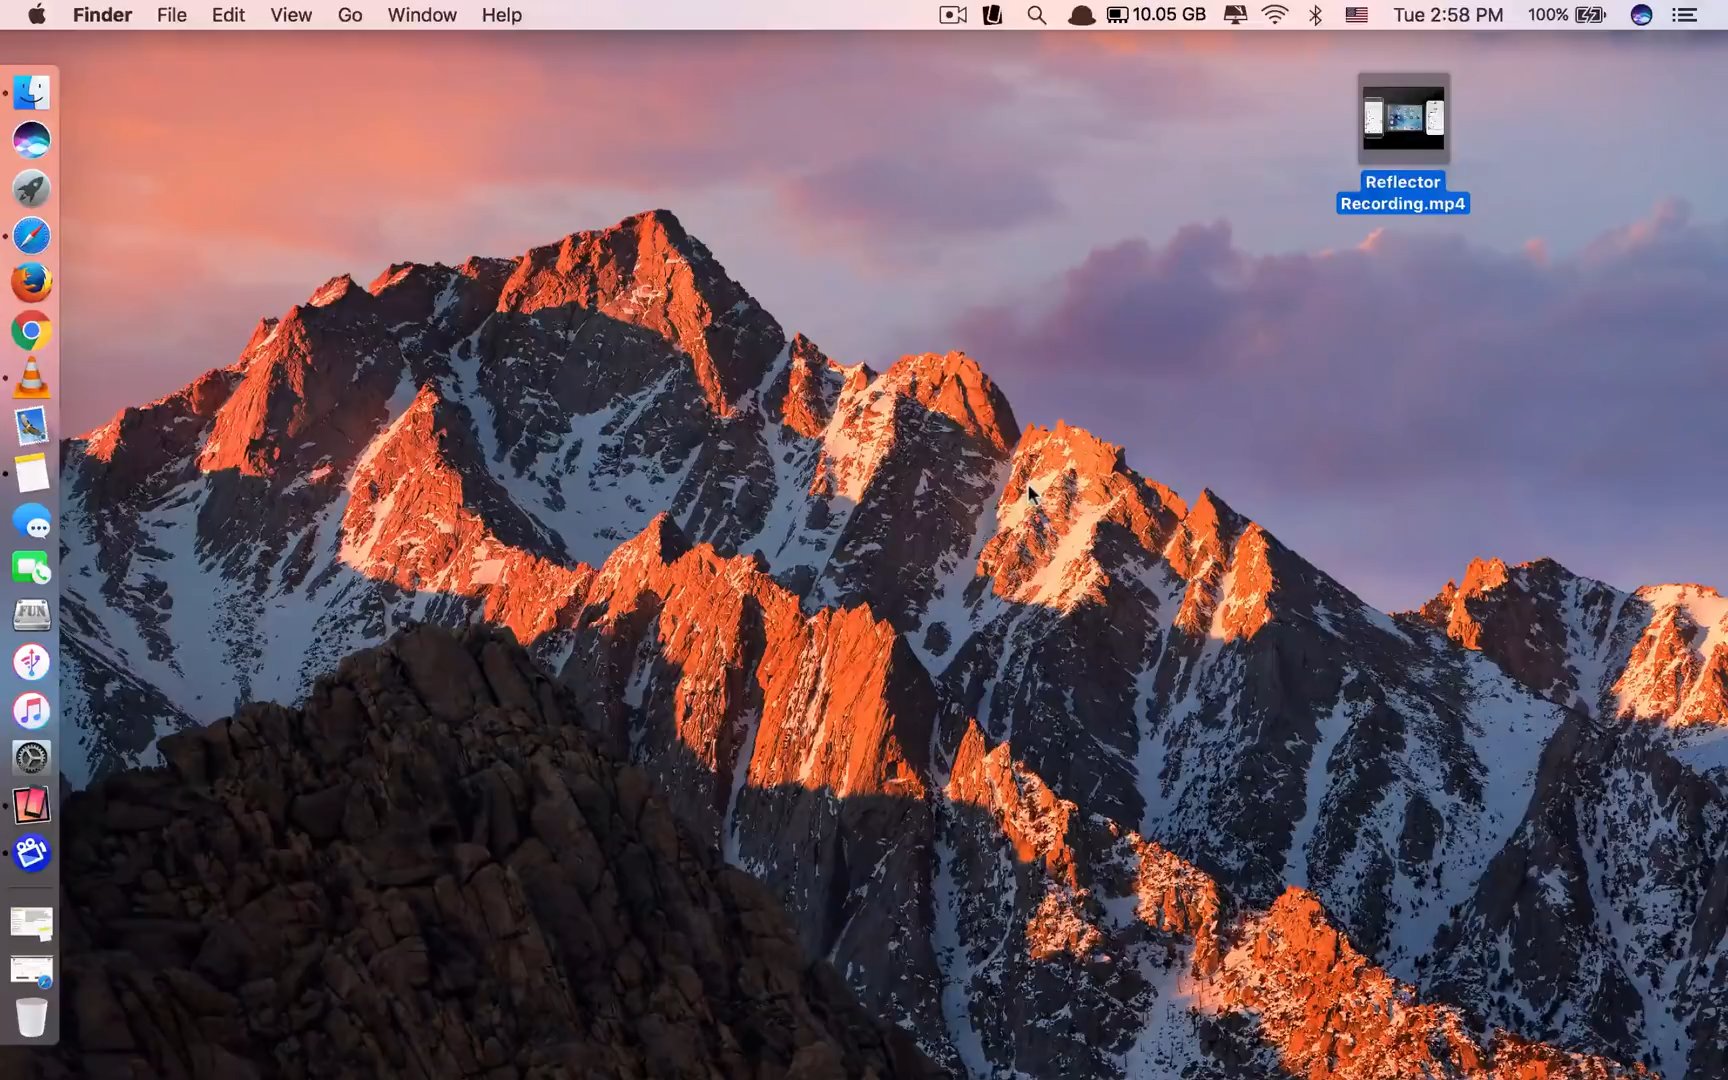 Finder File Edit View Go Window Help 10.05 GB Tue 2:58 PM 100%
Reflector
Recording.mp4
FUN